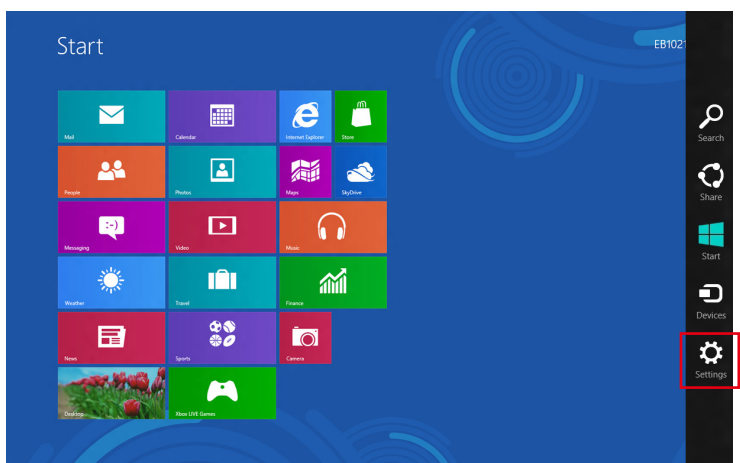 Start
EB1021
Mail
Calendar
Internet Explorer
Store
People
Photos
Maps
SkyDrive
Messaging
:-)
Video
Music
Weather
Travel
Finance
News
Sports
Camera
Desktop
Xbox LIVE Games
Search
Share
Start
Devices
Settings